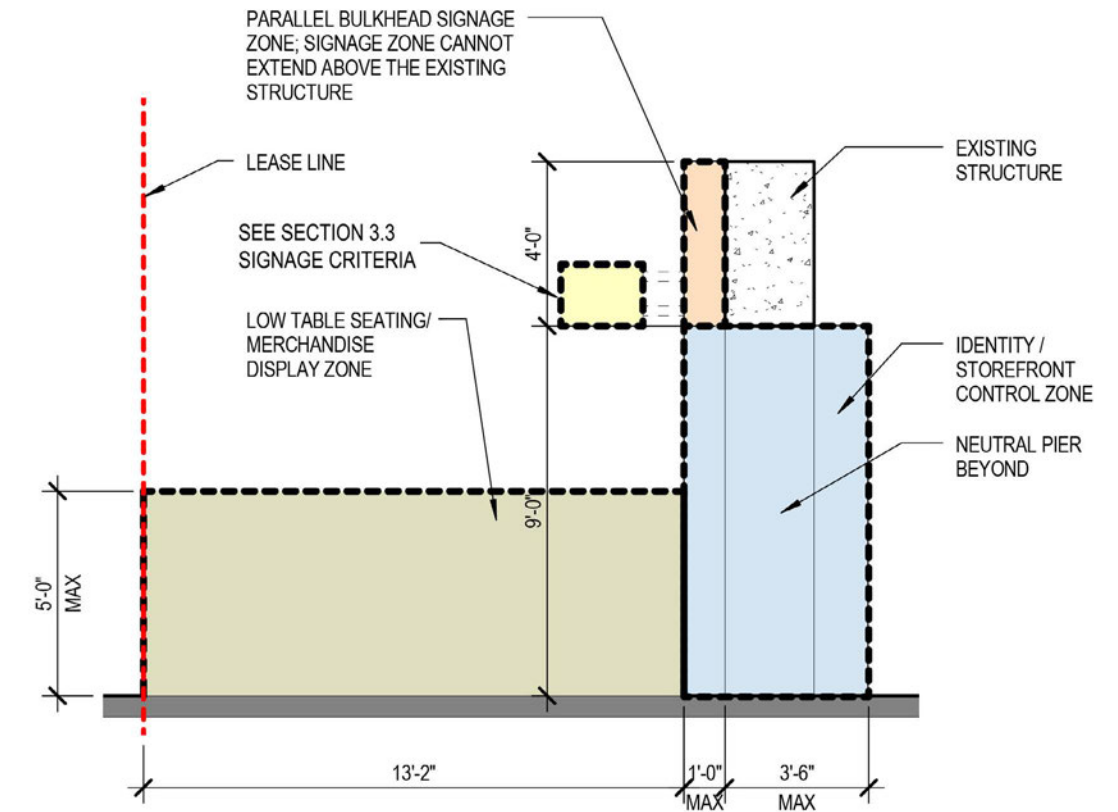 PARALLEL BULKHEAD SIGNAGE
ZONE; SIGNAGE ZONE CANNOT
EXTEND ABOVE THE EXISTING
STRUCTURE
LEASE LINE
EXISTING
STRUCTURE
SEE SECTION 3.3
SIGNAGE CRITERIA
4'-0"
LOW TABLE SEATING/
MERCHANDISE
DISPLAY ZONE
IDENTITY /
STOREFRONT
CONTROL ZONE
NEUTRAL PIER
BEYOND
9'-0"
5'-0"
MAX
13'-2"
1'-0"
MAX
3'-6"
MAX